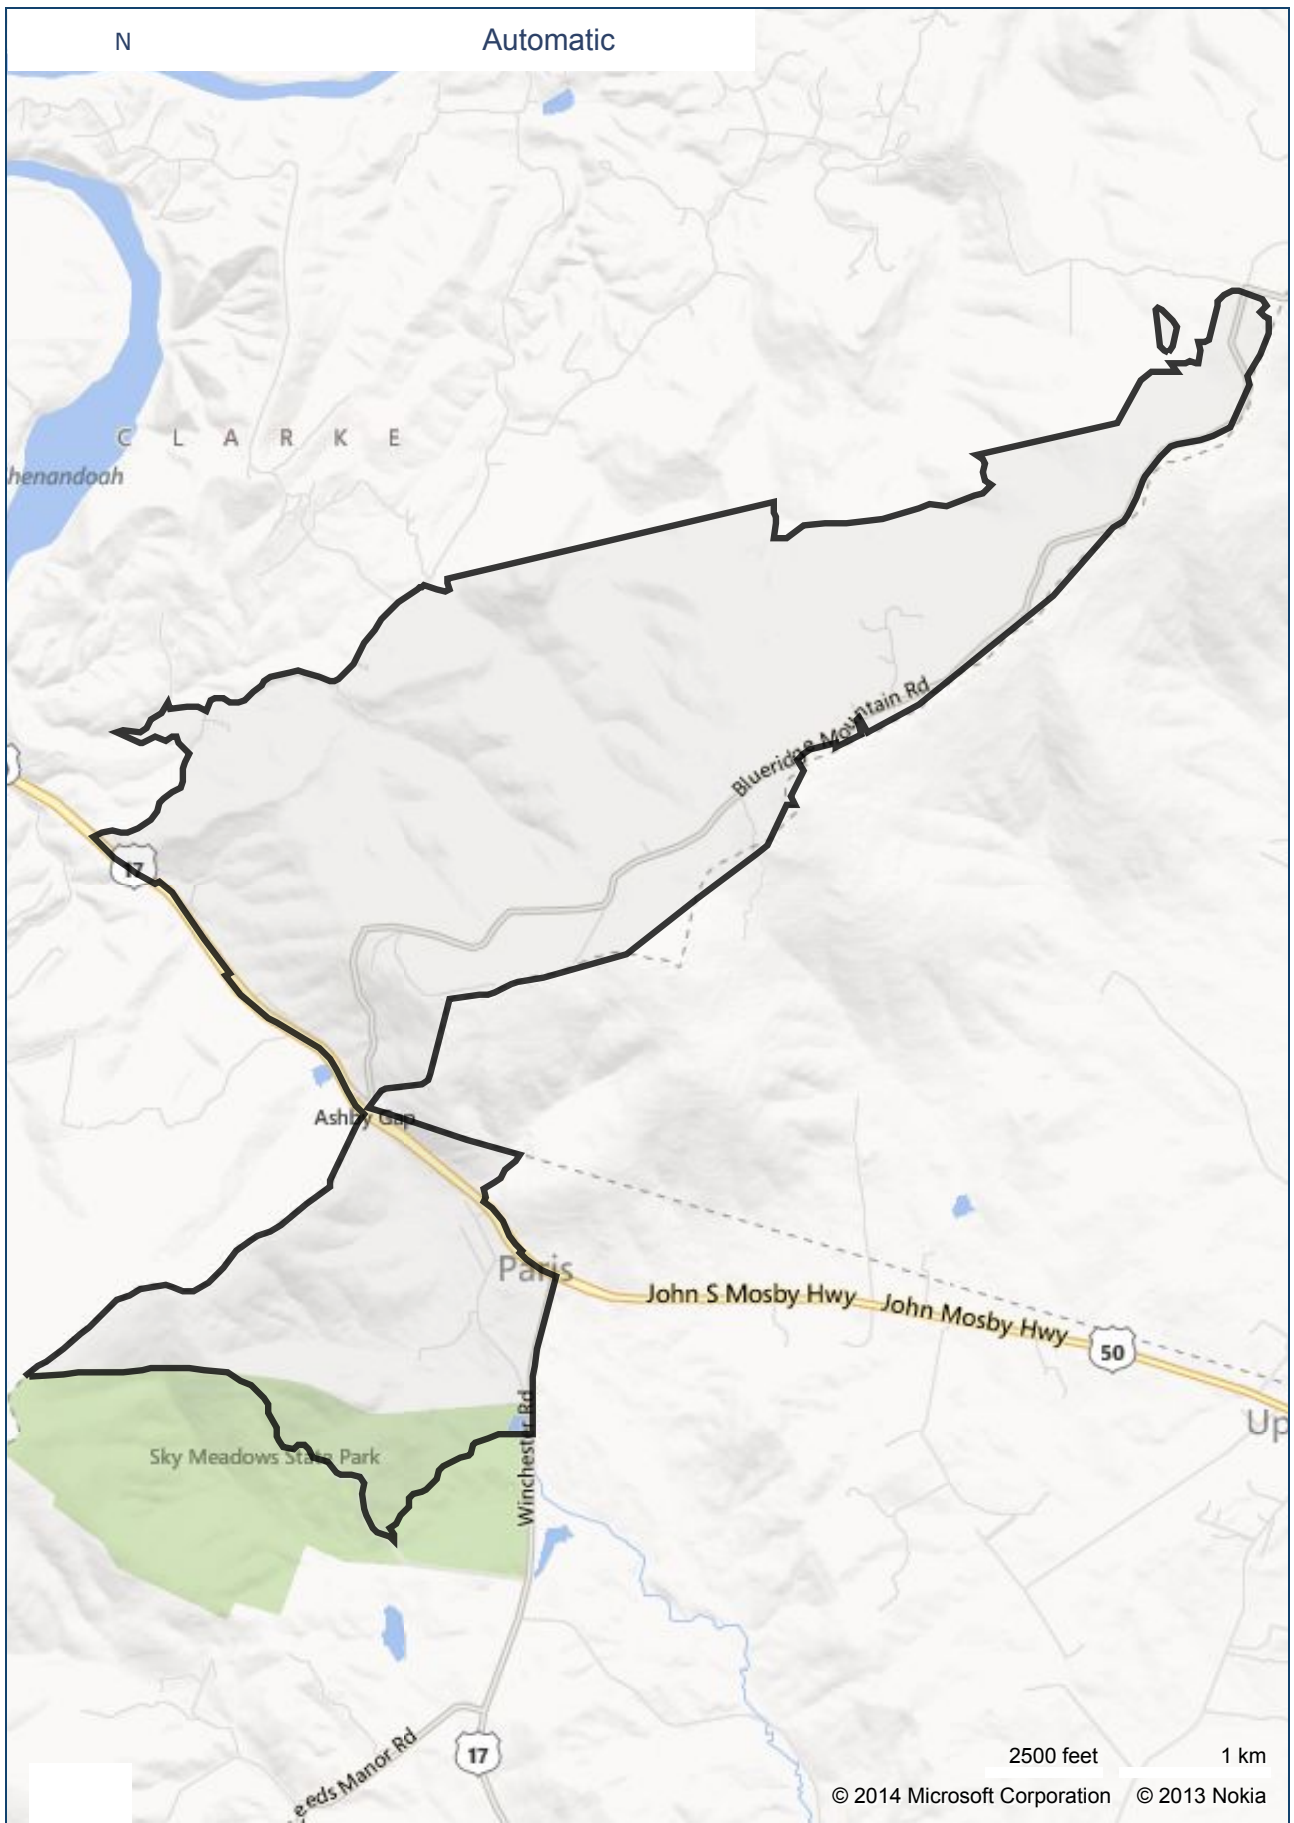 N
Automatic
C L A R K E
henandoah
Blueridge Mountain Rd
17
Ashby Gap
Paris
John S Mosby Hwy
John Mosby Hwy
50
Up
Sky Meadows State Park
Winchester Rd
17
eeds Manor Rd
2500 feet
1 km
© 2014 Microsoft Corporation
© 2013 Nokia